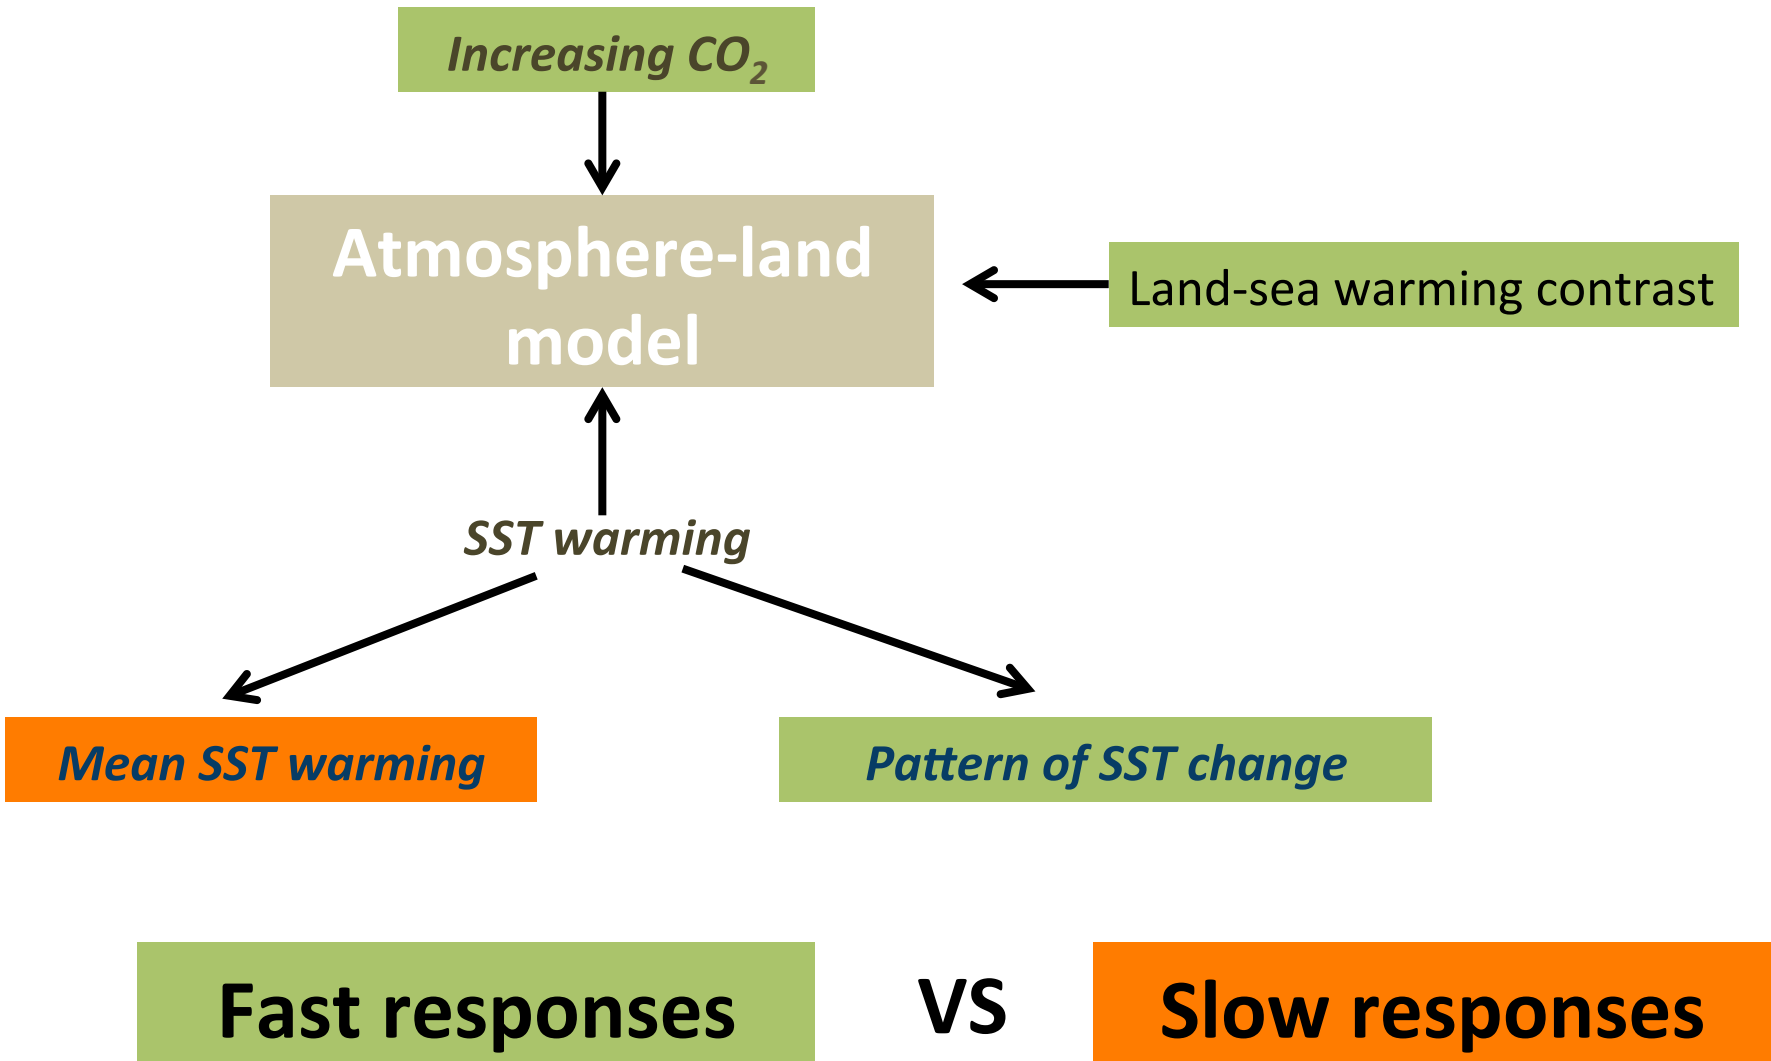 Increasing CO₂
Atmosphere-land
model
Land-sea warming contrast
SST warming
Mean SST warming
Pattern of SST change
Fast responses
VS
Slow responses